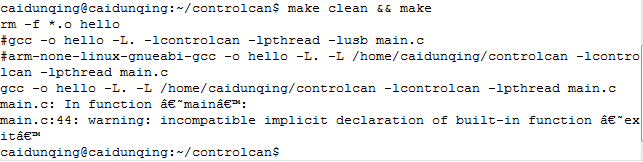 caidunqing@caidunqing:~/controlcan$ make clean && make
rm -f *.o hello
#gcc -o hello -L. -lcontrolcan -lpthread -lusb main.c
#arm-none-linux-gnueabi-gcc -o hello -L. -L /home/caidunqing/controlcan -lcontro
lcan -lpthread main.c
gcc -o hello -L. -L /home/caidunqing/controlcan -lcontrolcan -lpthread main.c
main.c: In function â€˜mainâ€™:
main.c:44: warning: incompatible implicit declaration of built-in function â€˜ex
itâ€™
caidunqing@caidunqing:~/controlcan$